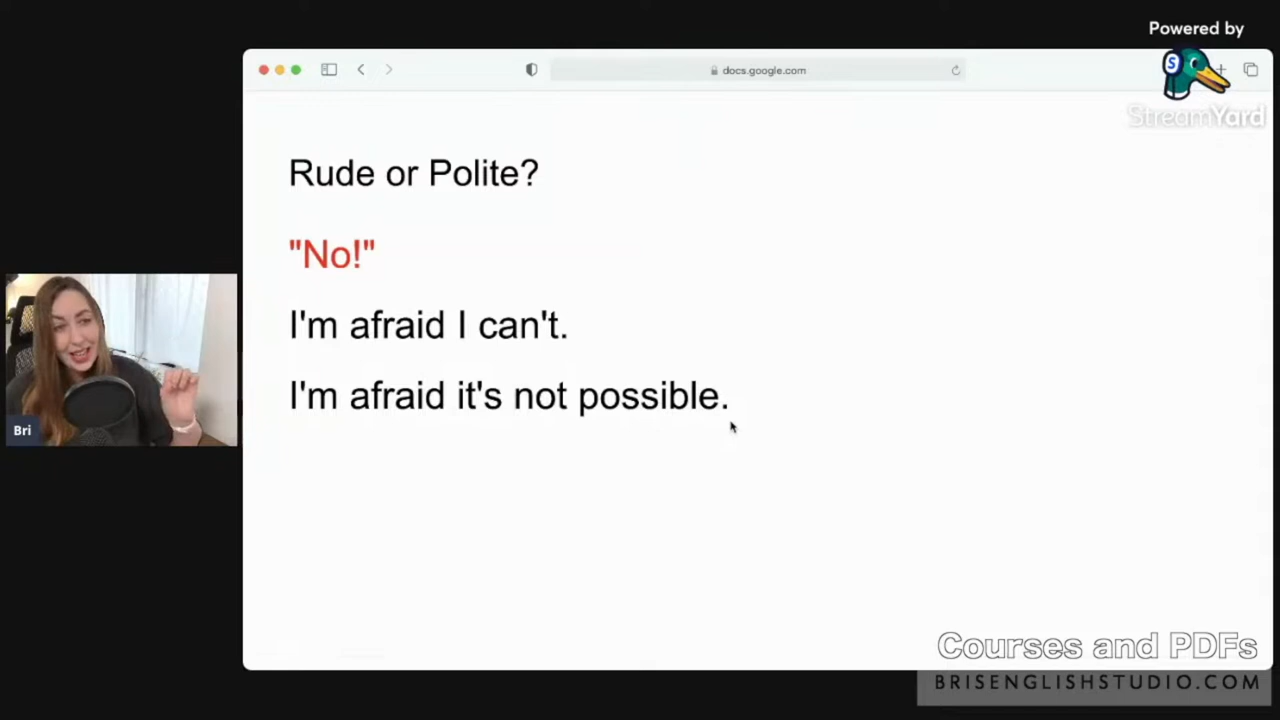 Powered by
docs.google.com
S
StreamYard
Rude or Polite?
"No!"
I'm afraid I can't.
I'm afraid it's not possible.
Bri
Courses and PDFs
BRISENGLISHSTUDIO.COM